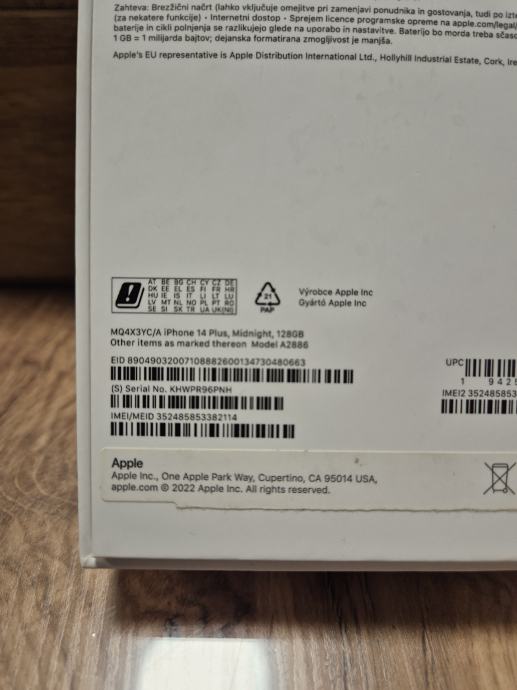 Zahteva: Brezžični načrt (lahko vključuje omejitve pri zamenjavi ponudnika in gostovanja, tudi po
(za nekatere funkcije) • Internetni dostop • Sprejem licence programske opreme na apple.com/legal/
baterije in cikli polnjenja se razlikujejo glede na uporabo in nastavitve. Baterijo bo morda treba
1 GB = 1 milijarda bajtov; dejanska formatirana zmogljivost je manjša.
Apple's EU representative is Apple Distribution International Ltd., Hollyhill Industrial Estate, Cork,
AT BE BG CH CY CZ DE
DK EE EL ES FI FR HR
HU IE IS IT LI LT LU
LV MT NL NO PL PT RO
SE SI SK TR UA UK(NI)
21
PAP
Výrobce Apple Inc
Gyártó Apple Inc
MQ4X3YC/A iPhone 14 Plus, Midnight, 128GB
Other items as marked thereon Model A2886
EID 89049032007108882600134730480663
UPC
1 942
(S) Serial No. KHWPR96PNH
IMEI2 352485853
IMEI/MEID 352485853382114
Apple
Apple Inc., One Apple Park Way, Cupertino, CA 95014 USA,
apple.com © 2022 Apple Inc. All rights reserved.